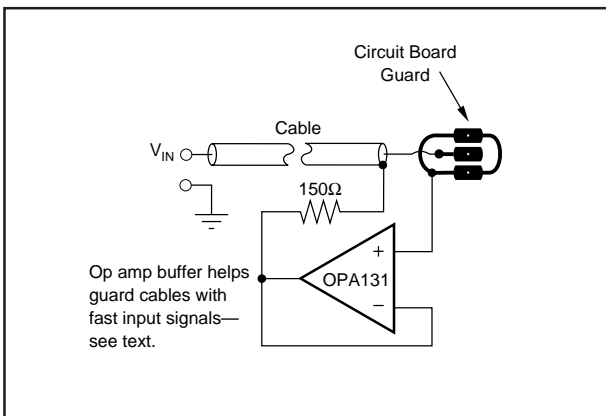 Circuit Board
Guard
Cable
V_IN
150Ω
+
OPA131
−
Op amp buffer helps
guard cables with
fast input signals—
see text.